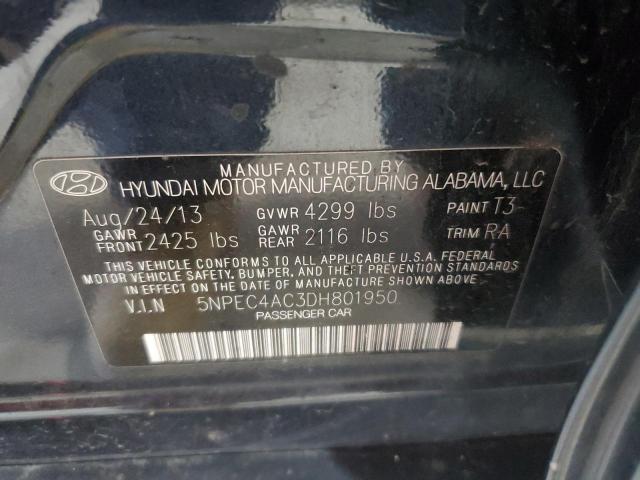 MANUFACTURED BY
HYUNDAI MOTOR MANUFACTURING ALABAMA, LLC
Aug/24/13 GVWR 4299 lbs PAINT T3
GAWR FRONT 2425 lbs GAWR REAR 2116 lbs TRIM RA
THIS VEHICLE CONFORMS TO ALL APPLICABLE U.S.A. FEDERAL
MOTOR VEHICLE SAFETY, BUMPER, AND THEFT PREVENTION STANDARDS
IN EFFECT ON THE DATE OF MANUFACTURE SHOWN ABOVE.
V.I.N 5NPEC4AC3DH801950
PASSENGER CAR